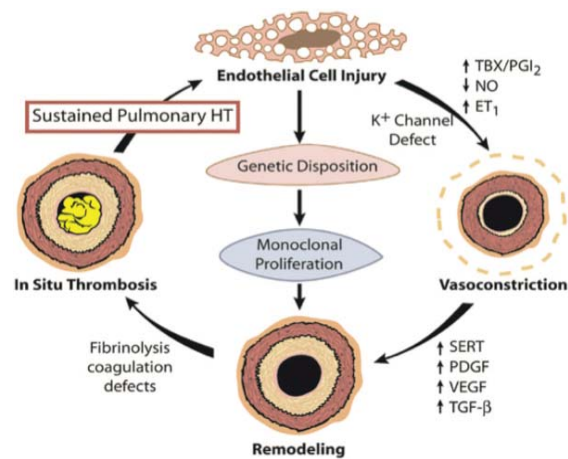 Endothelial Cell Injury
↑ TBX/PGI₂
↓ NO
↑ ET₁
K⁺ Channel
Defect
Sustained Pulmonary HT
Genetic Disposition
Monoclonal
Proliferation
In Situ Thrombosis
Vasoconstriction
Fibrinolysis
coagulation
defects
↑ SERT
↑ PDGF
↑ VEGF
↑ TGF-β
Remodeling